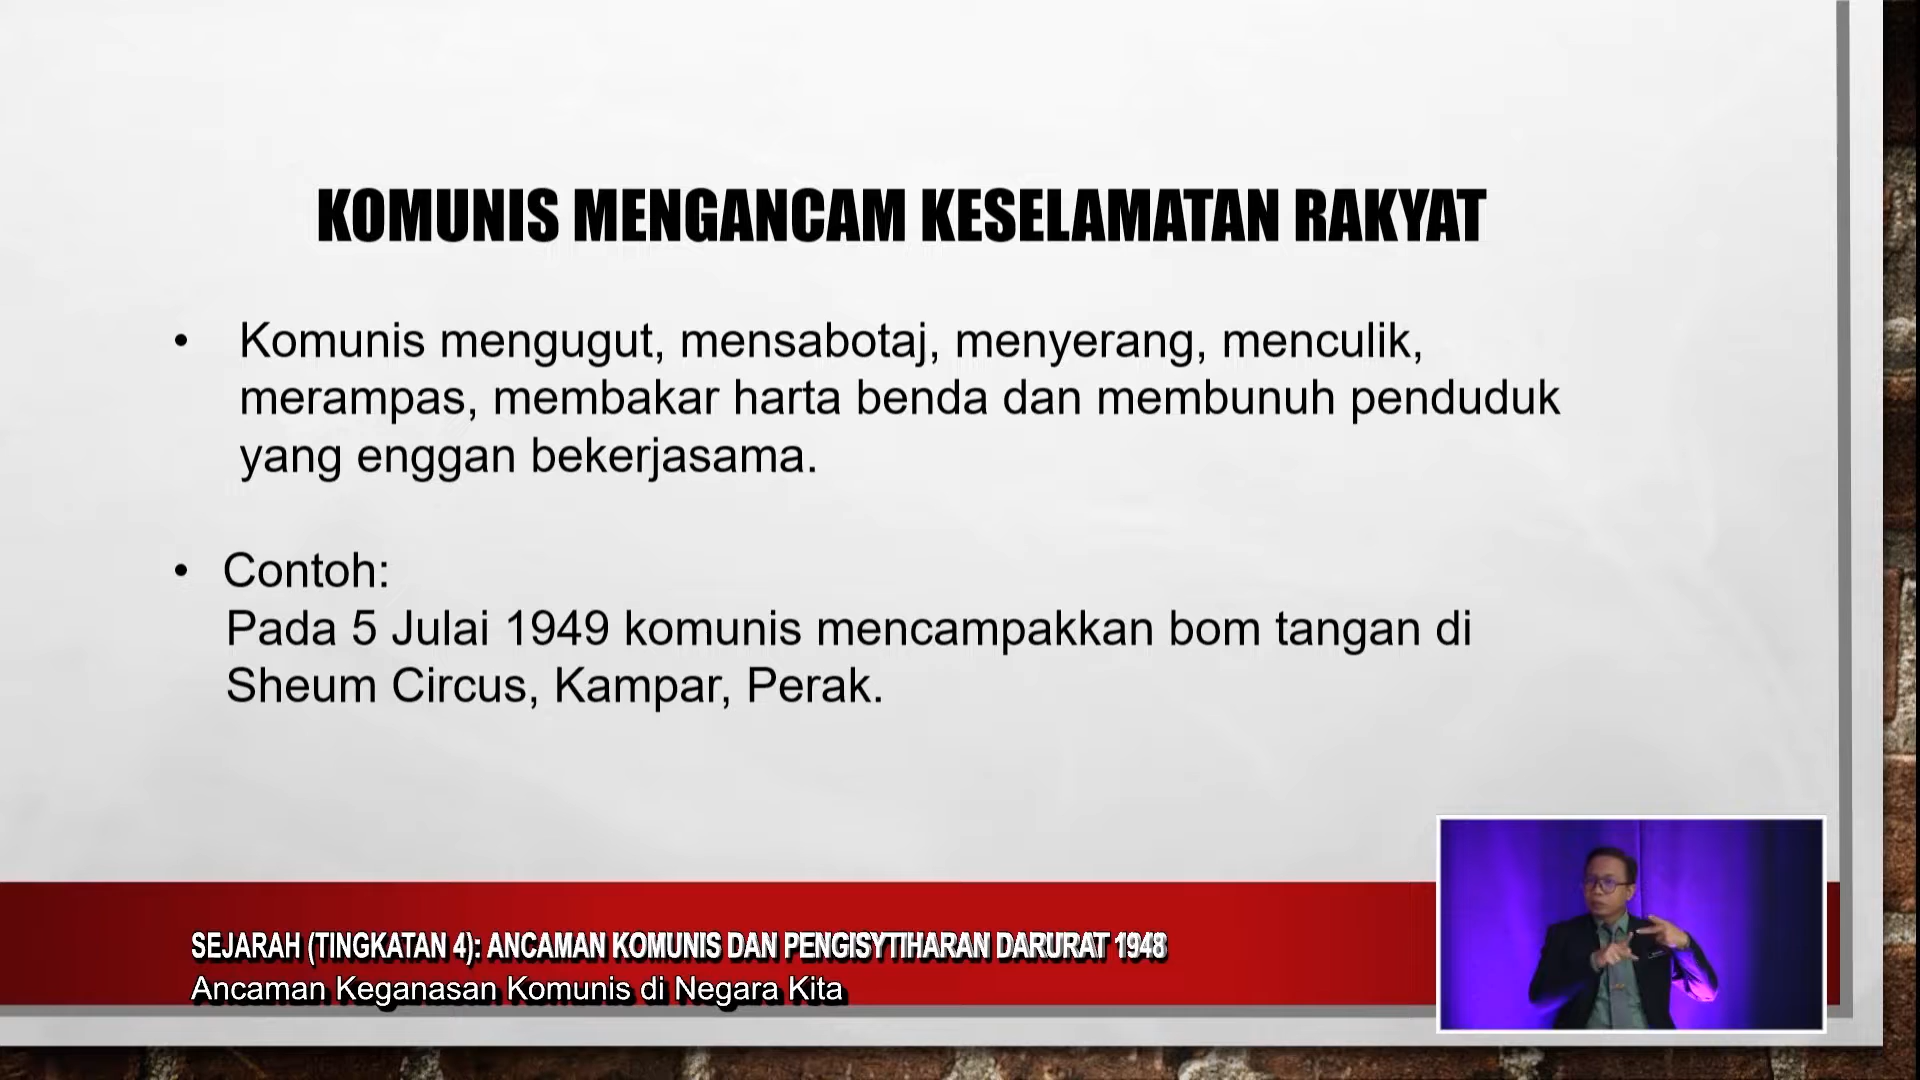 KOMUNIS MENGANCAM KESELAMATAN RAKYAT
• Komunis mengugut, mensabotaj, menyerang, menculik,
merampas, membakar harta benda dan membunuh penduduk
yang enggan bekerjasama.
• Contoh:
Pada 5 Julai 1949 komunis mencampakkan bom tangan di
Sheum Circus, Kampar, Perak.
SEJARAH (TINGKATAN 4): ANCAMAN KOMUNIS DAN PENGISYTIHARAN DARURAT 1948
Ancaman Keganasan Komunis di Negara Kita